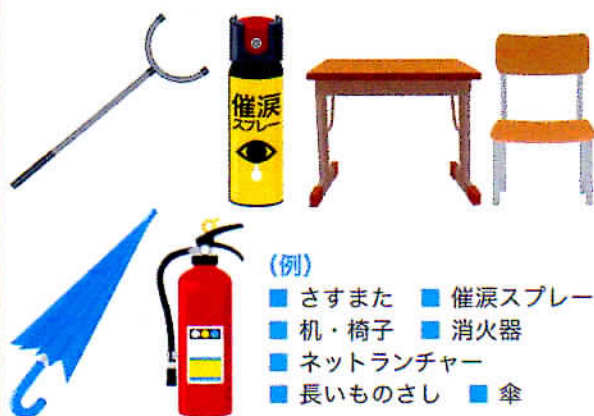 催涙
スプレー
(例)
■ さすまた ■ 催涙スプレー
■ 机・椅子 ■ 消火器
■ ネットランチャー
■ 長いものさし ■ 傘